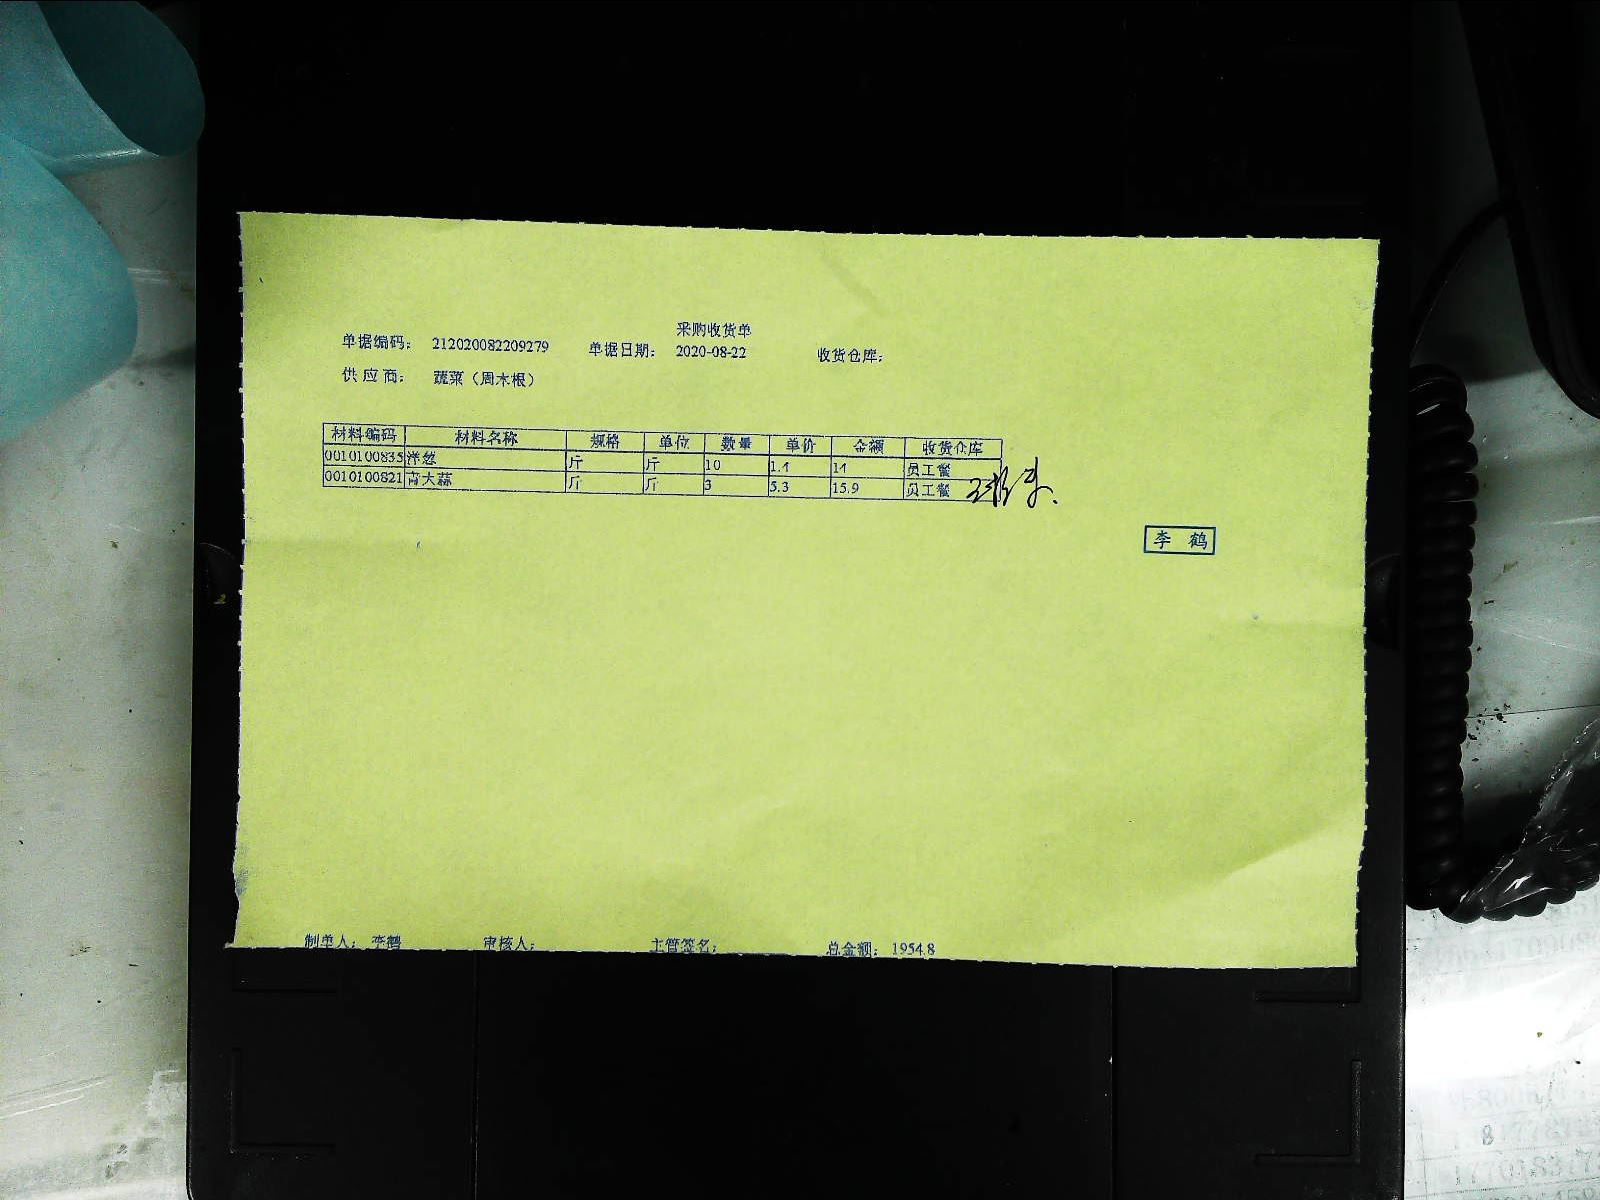 采购收货单
单据编码： 212020082209279 单据日期： 2020-08-22 收货仓库：
供应商： 蔬菜（周木根）
材料编码 材料名称 规格 单位 数量 单价 金额 收货仓库
0010100835 洋葱 斤 斤 10 1.4 14 员工餐
0010100821 青大蒜 斤 斤 3 5.3 15.9 员工餐
李 鹤
制单人： 李鹤 审核人： 主管签名： 总金额： 1954.8